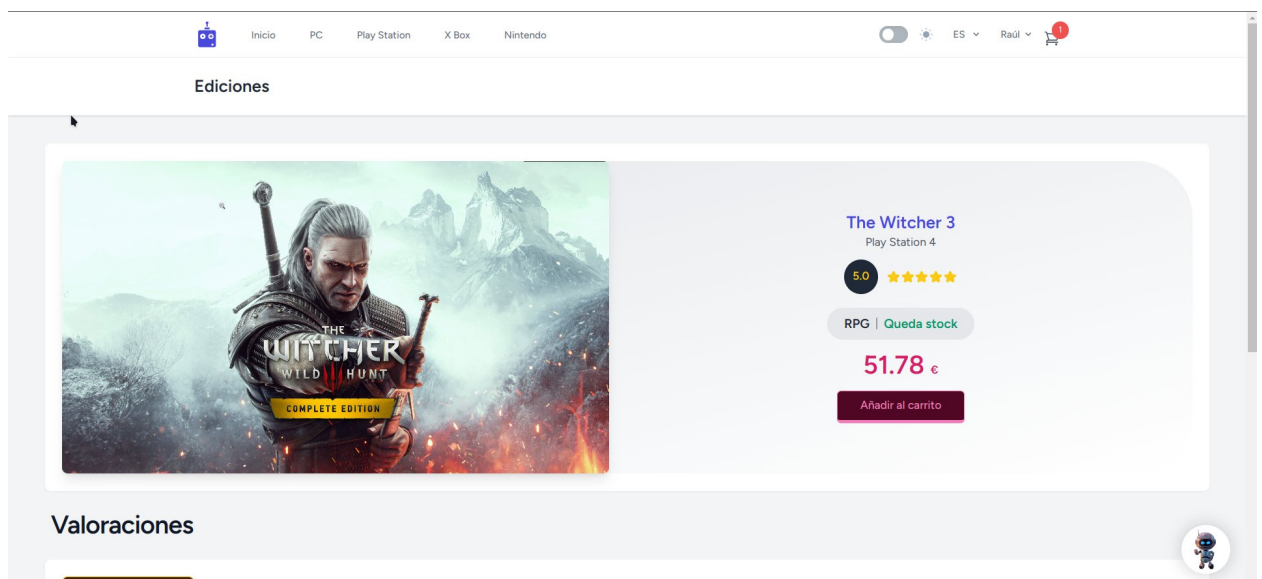 Inicio PC Play Station X Box Nintendo ES Raúl 1
Ediciones
THE
WITCHER
WILD HUNT
COMPLETE EDITION
The Witcher 3
Play Station 4
5.0
RPG | Queda stock
51.78 €
Añadir al carrito
Valoraciones